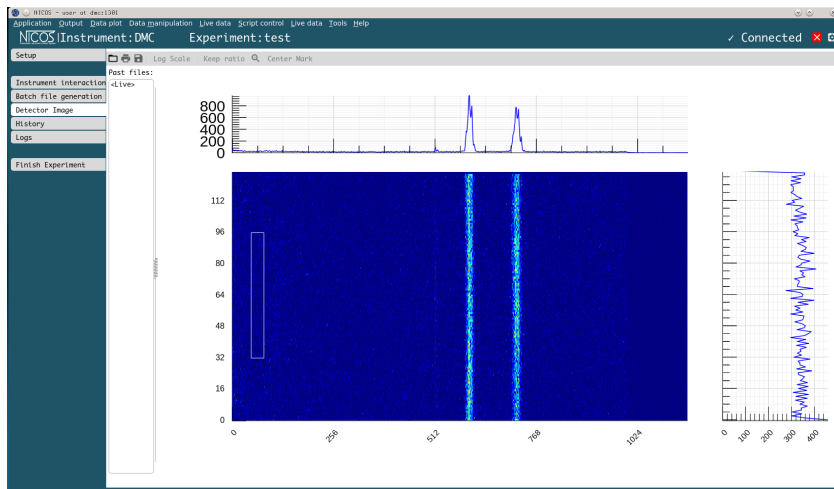 NICOS - user at dmc:1301
Application Output Data plot Data manipulation Live data Script control Live data Tools Help
NICOS Instrument: DMC Experiment: test ✓ Connected
Setup
Log Scale Keep ratio Center Mark
Past files:
<Live>
Instrument interaction
Batch file generation
Detector Image
History
Logs
Finish Experiment
800
600
400
200
0
112
96
80
64
48
32
16
0
0 256 512 768 1024
0 100 200 300 400